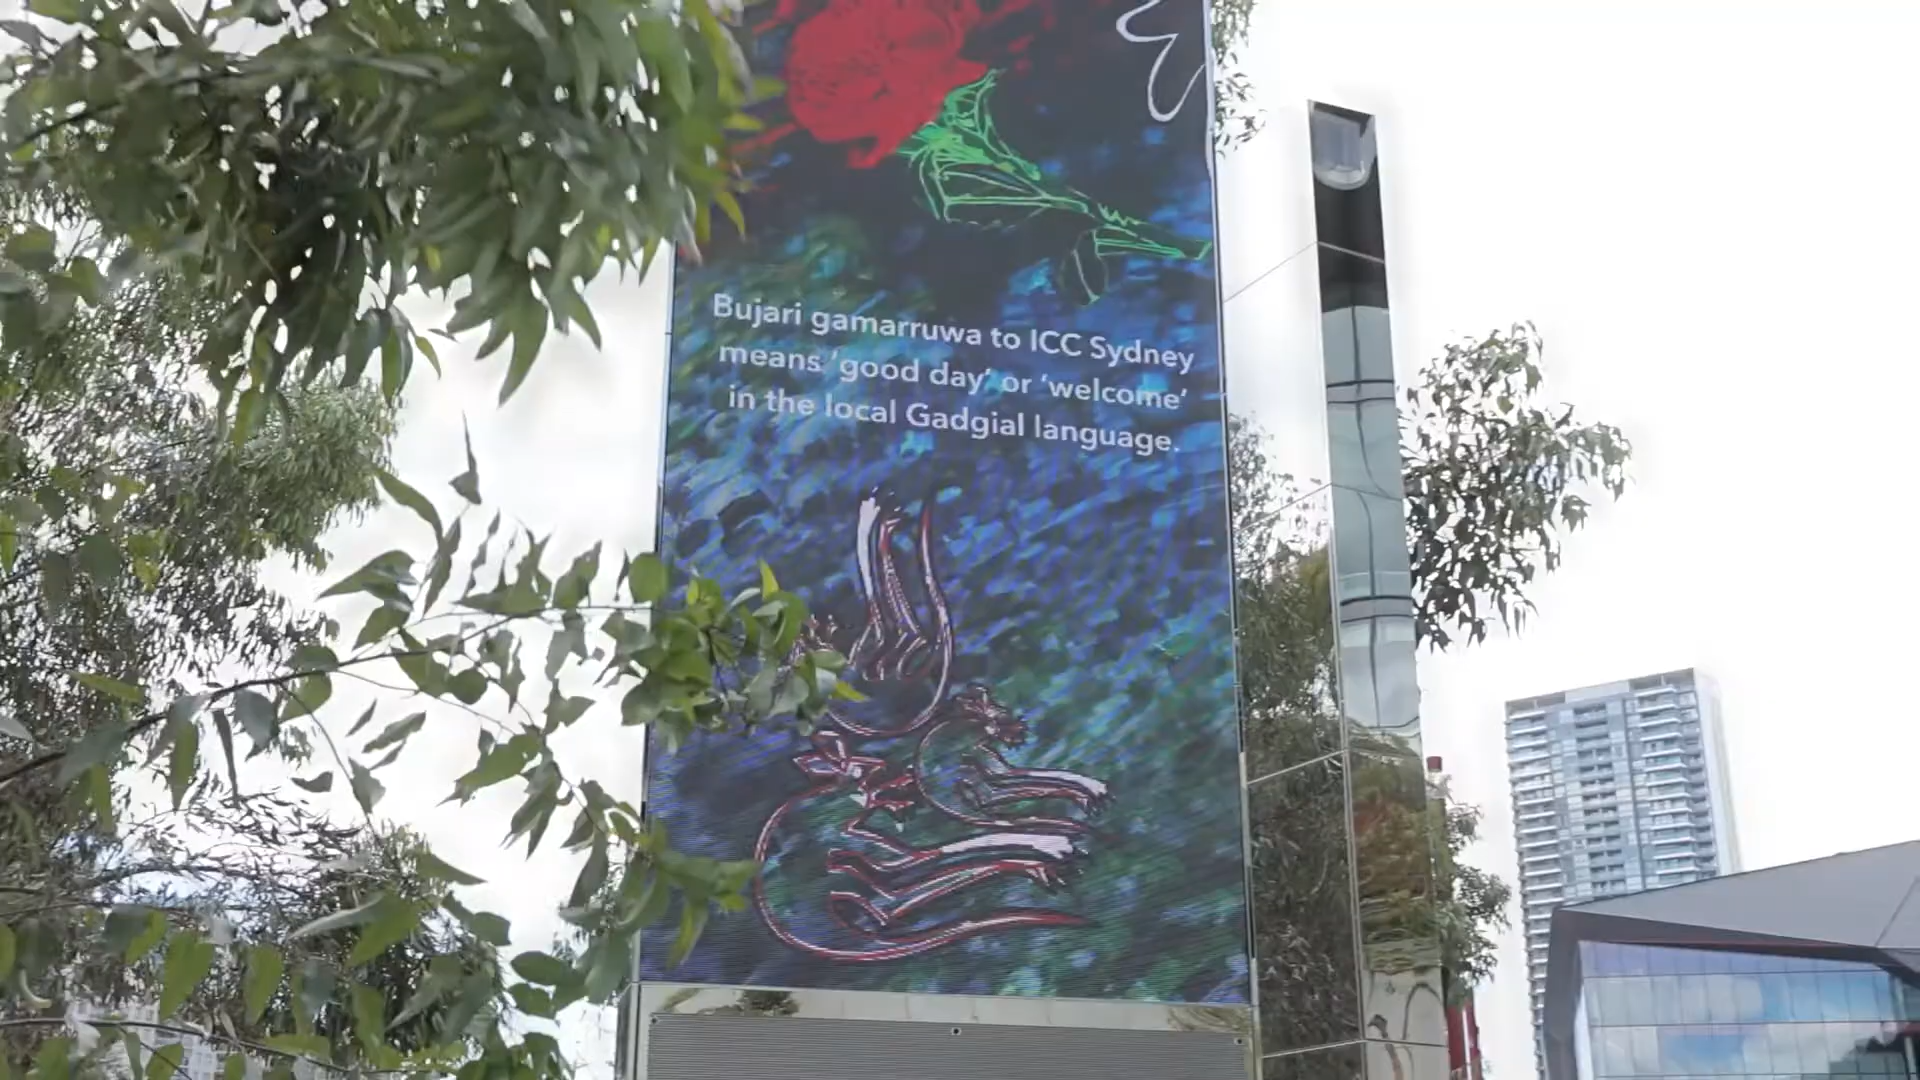 Bujari gamarruwa to ICC Sydney
means ‘good day’ or ‘welcome’
in the local Gadgial language.